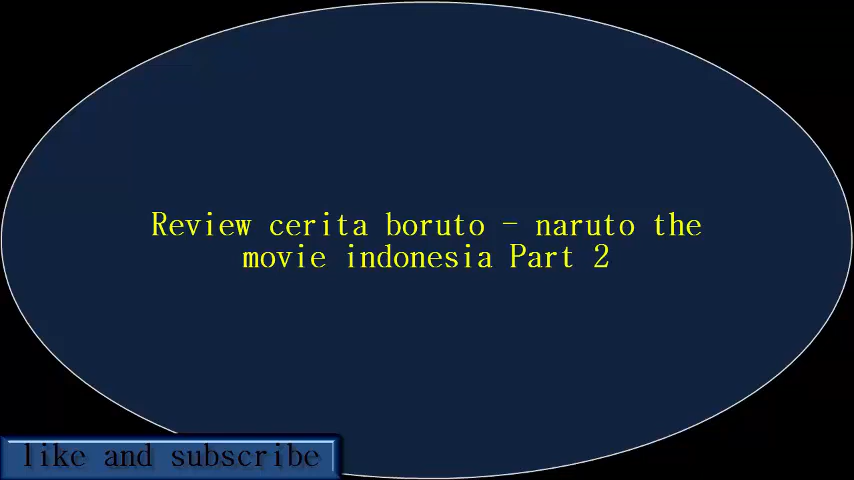 Review cerita boruto - naruto the
movie indonesia Part 2
like and subscribe